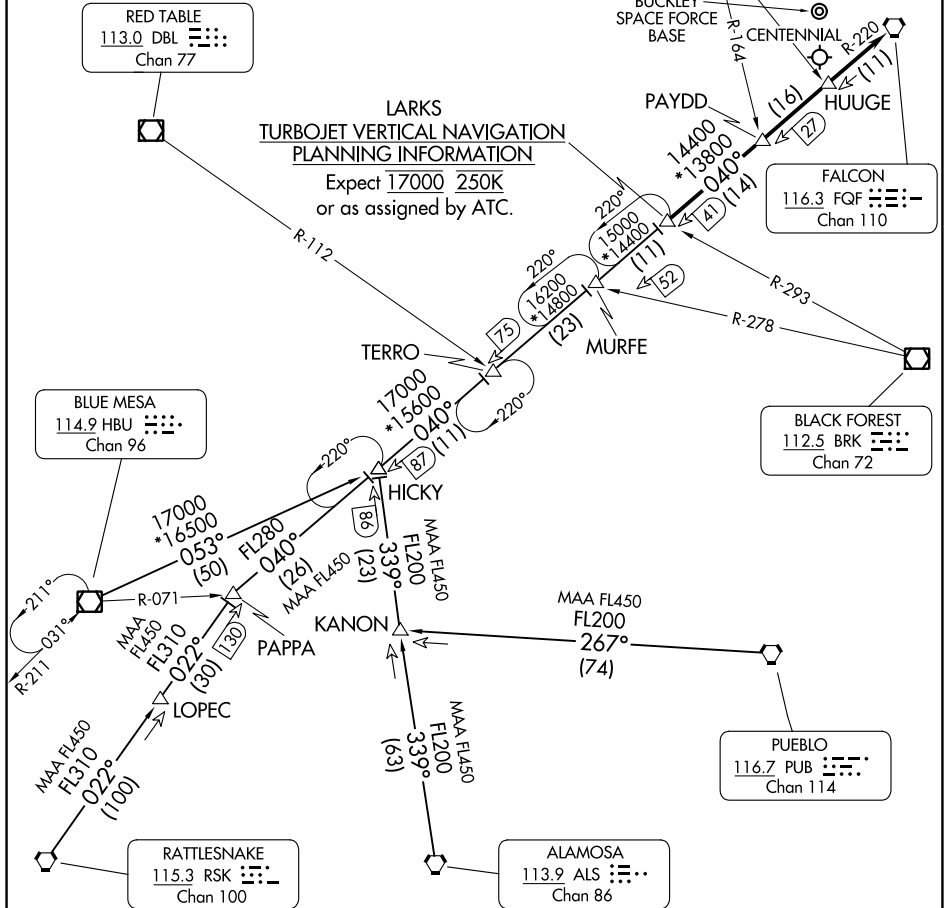 RED TABLE
113.0 DBL
Chan 77
BUCKLEY
SPACE FORCE
BASE
CENTENNIAL
R-164
R-220
(11)
HUUGE
(16)
PAYDD
27
LARKS
TURBOJET VERTICAL NAVIGATION
PLANNING INFORMATION
Expect 17000 250K
or as assigned by ATC.
14400
*13800
040°
(14)
FALCON
116.3 FQF
Chan 110
R-112
220°
15000
*14400
(11)
41
220°
16200
*14800
(23)
52
R-293
R-278
MURFE
75
TERRO
220°
BLACK FOREST
112.5 BRK
Chan 72
BLUE MESA
114.9 HBU
Chan 96
17000
*15600
040°
(11)
87
220°
HICKY
86
17000
*16500
053°
(50)
FL280
040°
(26)
MAA FL450
MAA FL450
FL200
339°
(23)
211°
031°
R-211
R-071
130
PAPPA
KANON
MAA FL450
FL200
267°
(74)
MAA
FL450
FL310
022°
(30)
LOPEC
MAA FL450
FL310
022°
(100)
MAA FL450
FL200
339°
(63)
PUEBLO
116.7 PUB
Chan 114
RATTLESNAKE
115.3 RSK
Chan 100
ALAMOSA
113.9 ALS
Chan 86